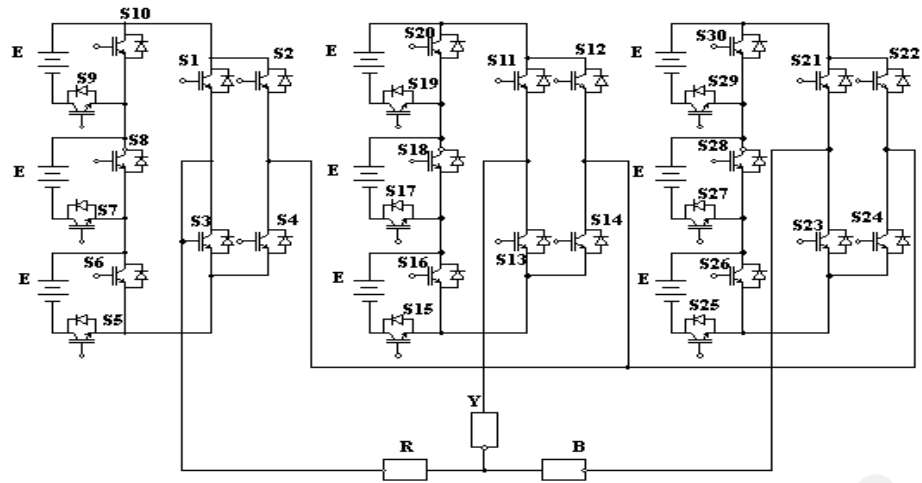 S10 S20 S30
E S1 S2 E S11 S12 E S21 S22
S9 S19 S29
S8 S18 S28
E E E
S7 S17 S27
S3 S4 S14 S23 S24
S6 S16 S13 S26
E S5 E S15 E S25
Y
R B